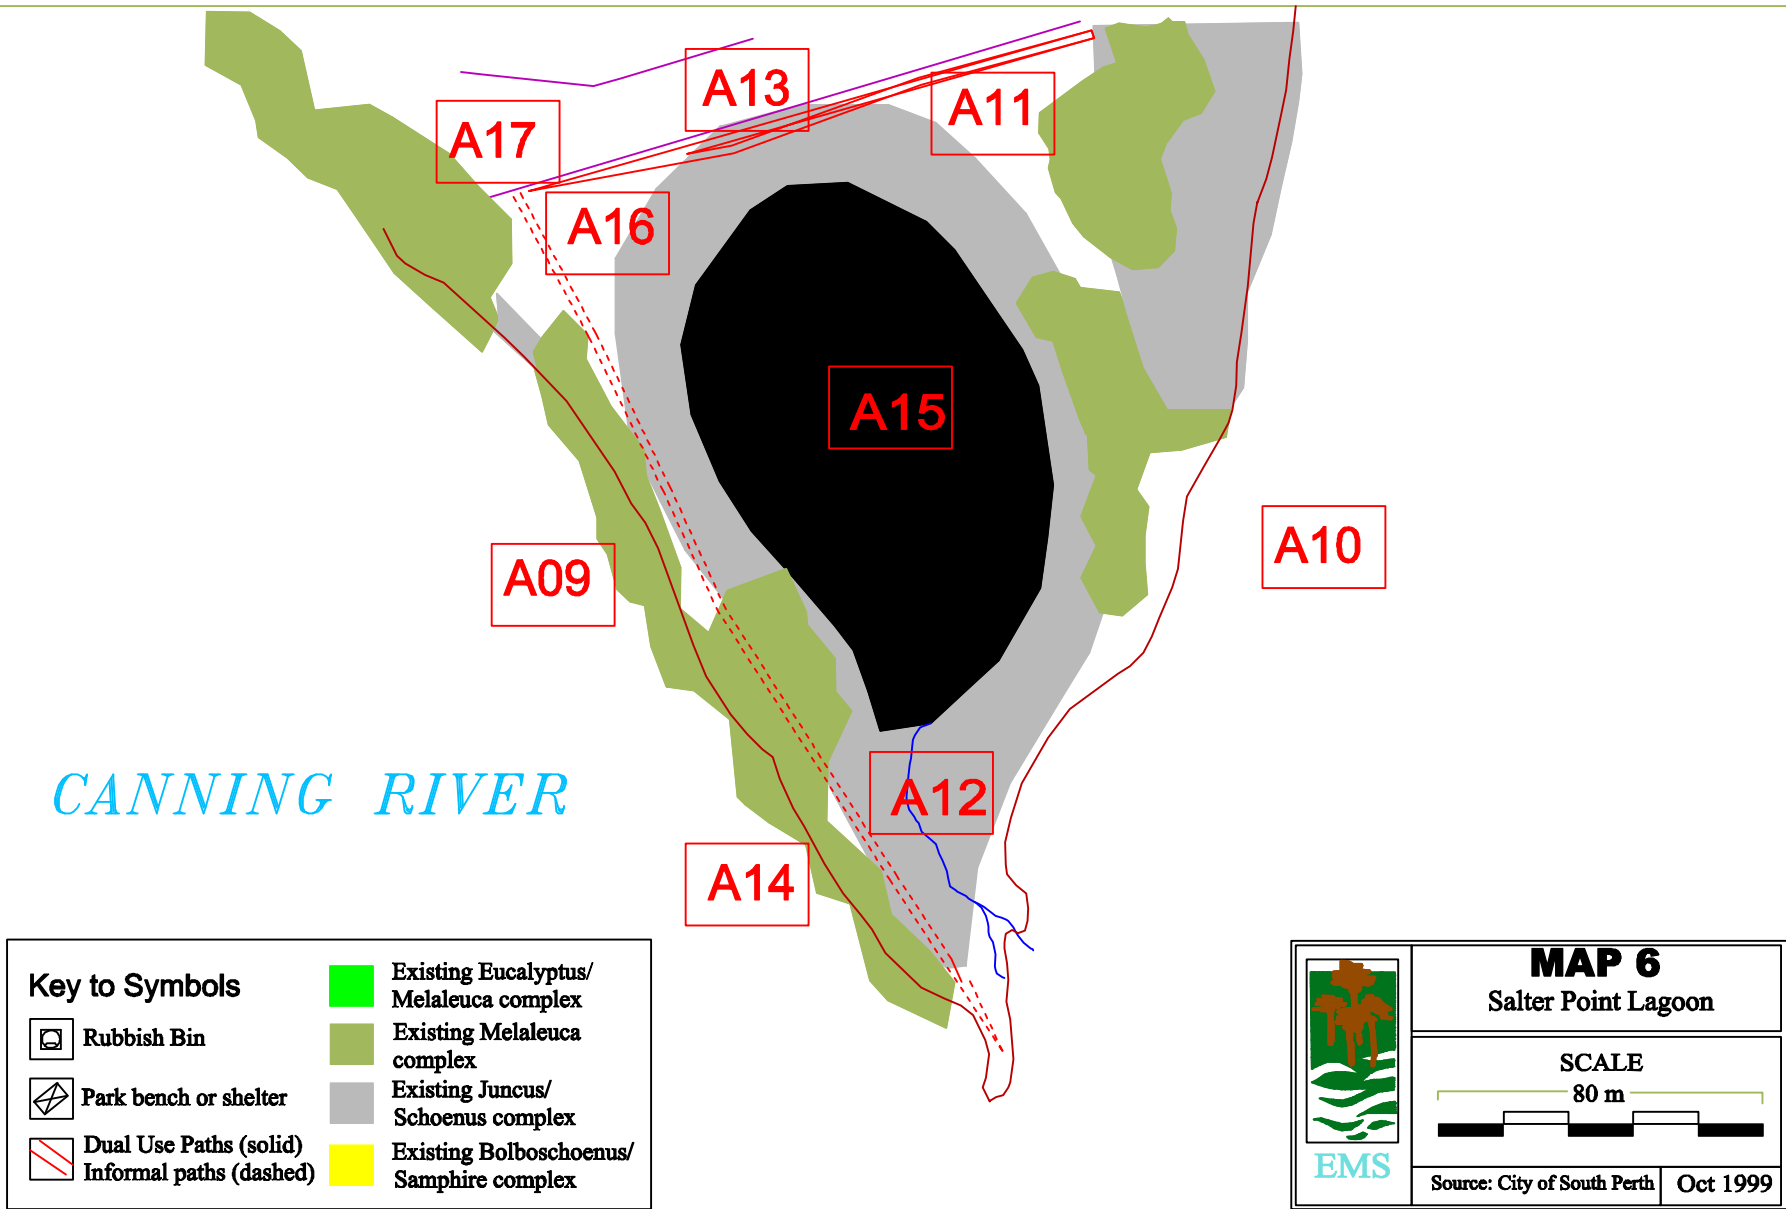 A13
A11
A17
A16
A15
A10
A09
CANNING RIVER
A12
A14
Key to Symbols
Rubbish Bin
Park bench or shelter
Dual Use Paths (solid)
Informal paths (dashed)
Existing Eucalyptus/
Melaleuca complex
Existing Melaleuca
complex
Existing Juncus/
Schoenus complex
Existing Bolboschoenus/
Samphire complex
EMS
MAP 6
Salter Point Lagoon
SCALE
80 m
Source: City of South Perth
Oct 1999